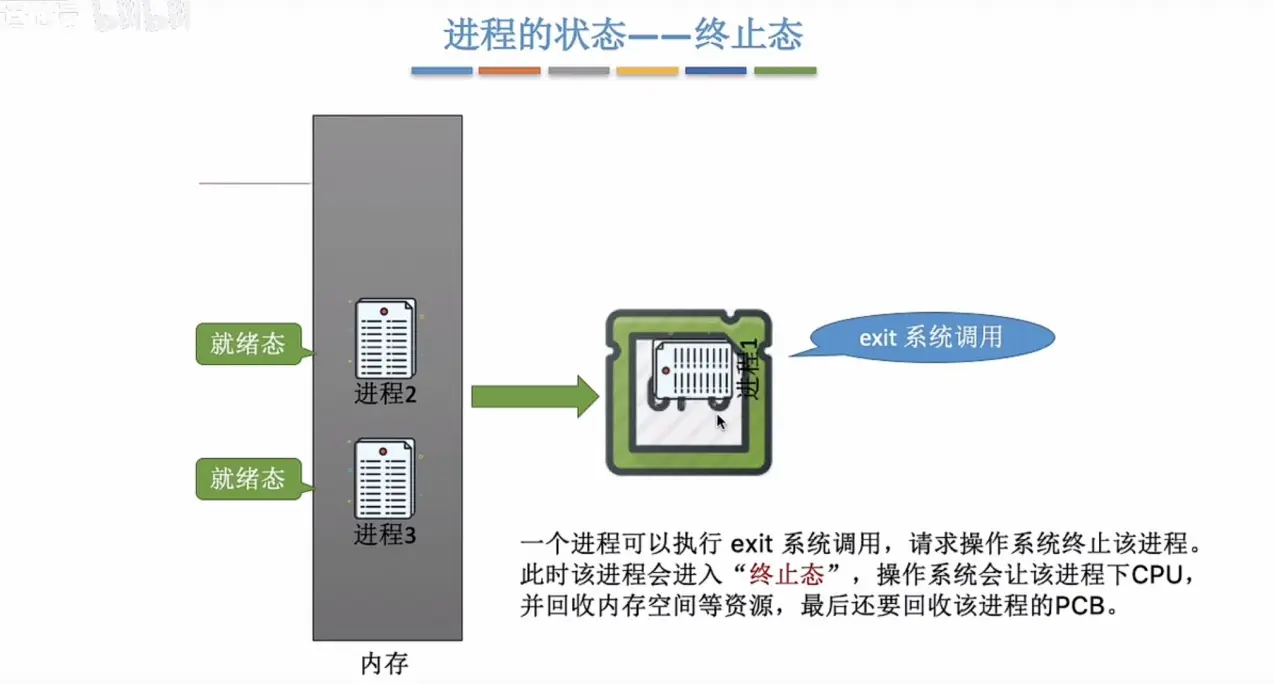 进程的状态——终止态
就绪态
进程2
就绪态
进程3
内存
进程1
exit 系统调用
一个进程可以执行 exit 系统调用，请求操作系统终止该进程。
此时该进程会进入“终止态”，操作系统会让该进程下CPU，
并回收内存空间等资源，最后还要回收该进程的PCB。